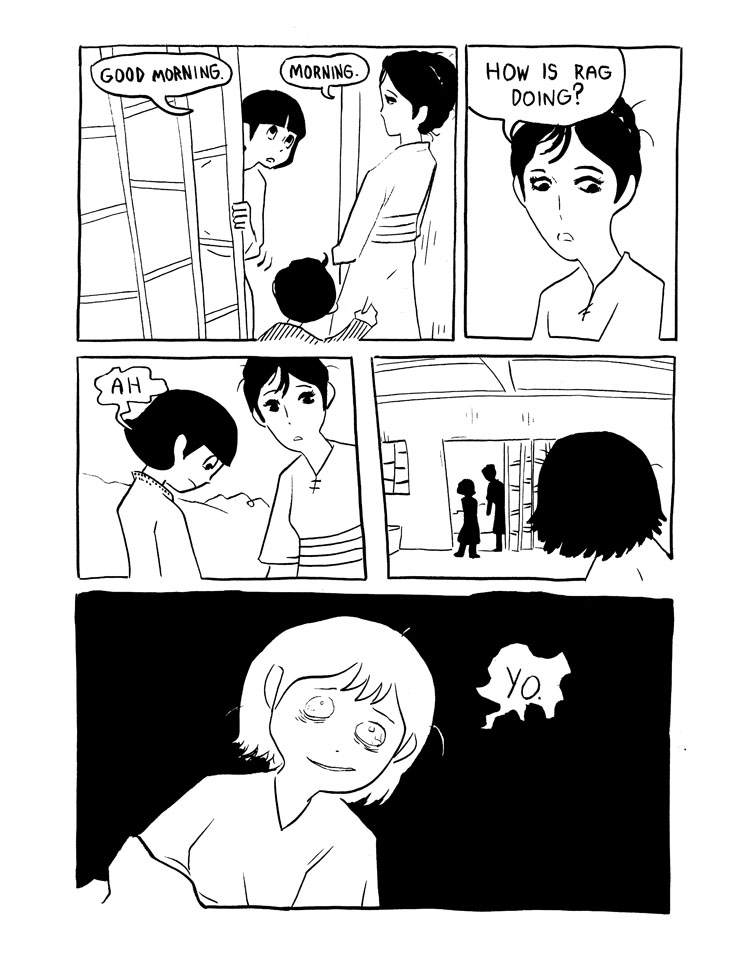 GOOD MORNING.
MORNING.
HOW IS RAG
DOING?
AH
YO.